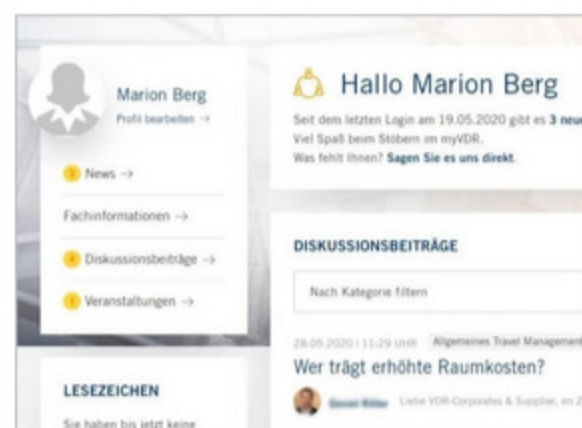 Marion Berg
Profil bearbeiten →
3 News →
Fachinformationen →
4 Diskussionsbeiträge →
1 Veranstaltungen →
LESEZEICHEN
Sie haben bis jetzt keine
Hallo Marion Berg
Seit dem letzten Login am 19.05.2020 gibt es 3 neue
Viel Spaß beim Stöbern im myVDR.
Was fehlt Ihnen? Sagen Sie es uns direkt.
DISKUSSIONSBEITRÄGE
Nach Kategorie filtern
28.05.2020 | 11:29 UHR Allgemeines Travel Management
Wer trägt erhöhte Raumkosten?
Liebe VDR-Corporates & Supplier, im